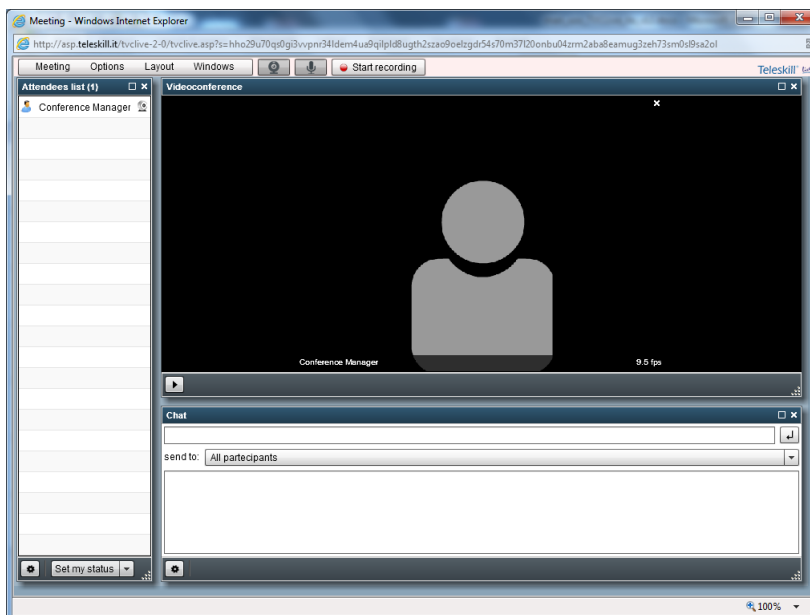 Meeting - Windows Internet Explorer
http://asp.teleskill.it/tvclive-2-0/tvclive.asp?s=hho29u70qs0gi3vvpnr34ldem4ua9qilpld8ugth2szao9oelzgdr54s70m37l20onbu04zrm2aba8eamug3zeh73sm0sl9sa2ol
Meeting Options Layout Windows Start recording
Teleskill
Attendees list (1)
Conference Manager
Set my status
Videoconference
Conference Manager 9.5 fps
Chat
send to: All partecipants
100%